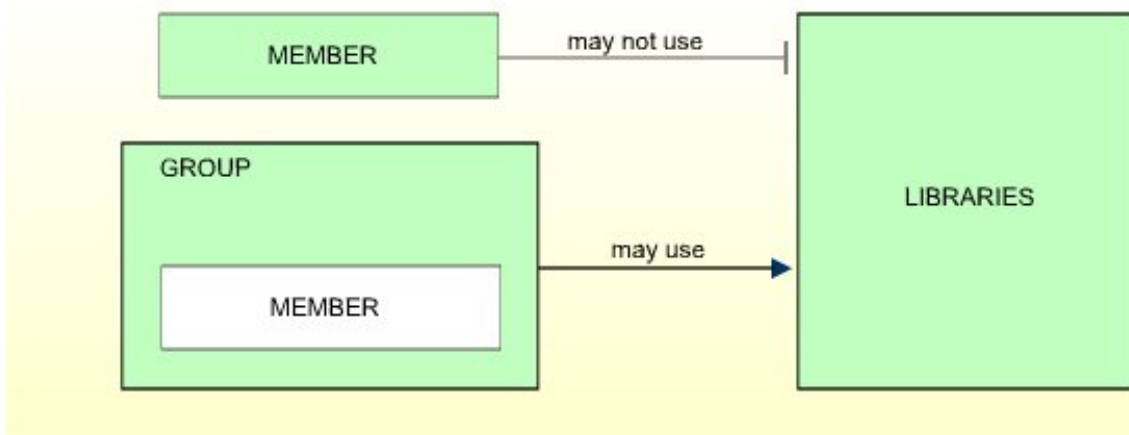 MEMBER
may not use
GROUP
LIBRARIES
may use
MEMBER